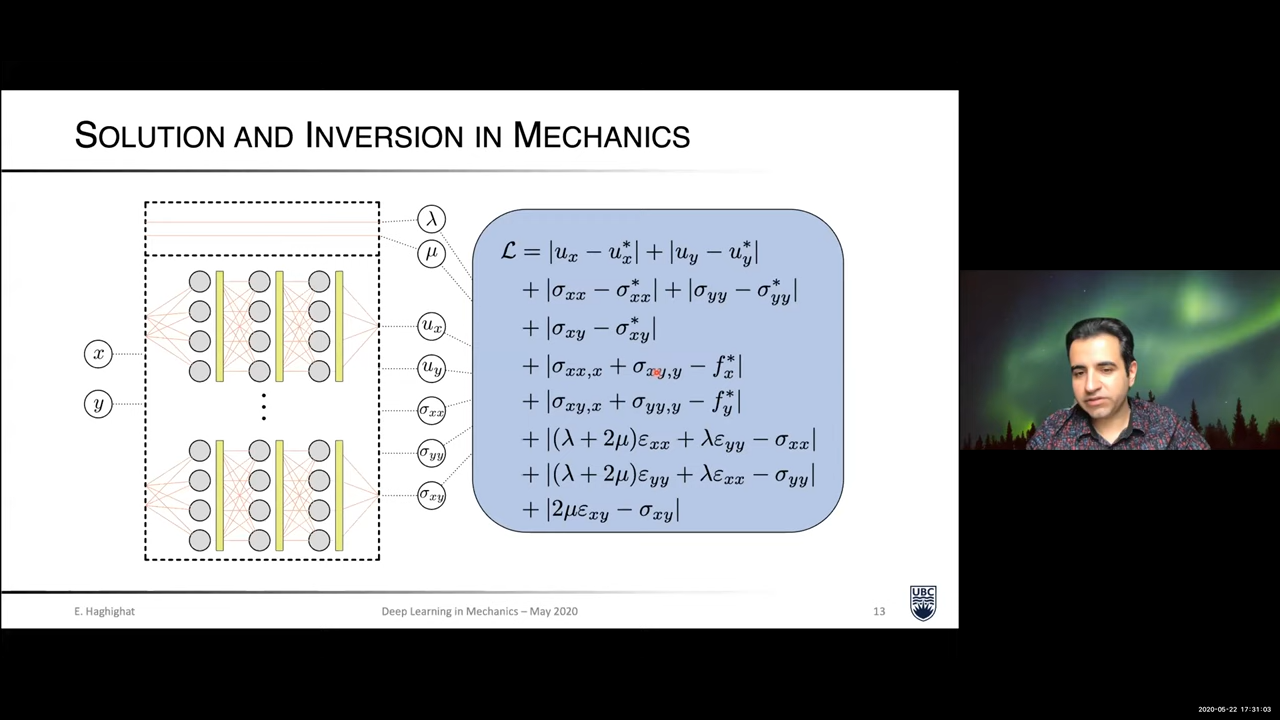 SOLUTION AND INVERSION IN MECHANICS
λ
μ
u_x
u_y
σ_xx
σ_yy
σ_xy
x
y
ℒ = |u_x − u_x^*| + |u_y − u_y^*|
+ |σ_xx − σ_xx^*| + |σ_yy − σ_yy^*|
+ |σ_xy − σ_xy^*|
+ |σ_xx,x + σ_xy,y − f_x^*|
+ |σ_xy,x + σ_yy,y − f_y^*|
+ |(λ + 2μ)ε_xx + λε_yy − σ_xx|
+ |(λ + 2μ)ε_yy + λε_xx − σ_yy|
+ |2με_xy − σ_xy|
E. Haghighat
Deep Learning in Mechanics – May 2020
13
UBC
2020-05-22 17:31:03